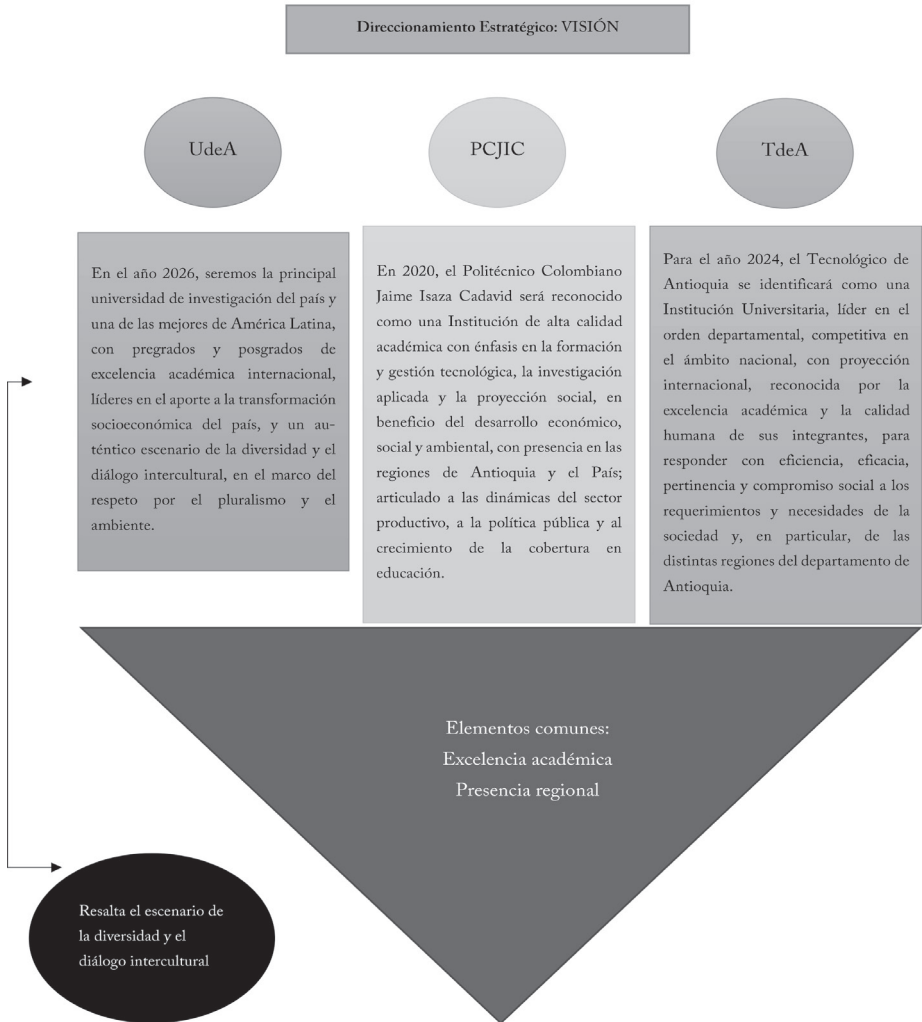 Direccionamiento Estratégico: VISIÓN
UdeA
PCJIC
TdeA
En el año 2026, seremos la principal
universidad de investigación del país y
una de las mejores de América Latina,
con pregrados y posgrados de
excelencia académica internacional,
líderes en el aporte a la transformación
socioeconómica del país, y un au-
téntico escenario de la diversidad y el
diálogo intercultural, en el marco del
respeto por el pluralismo y el
ambiente.
En 2020, el Politécnico Colombiano
Jaime Isaza Cadavid será reconocido
como una Institución de alta calidad
académica con énfasis en la formación
y gestión tecnológica, la investigación
aplicada y la proyección social, en
beneficio del desarrollo económico,
social y ambiental, con presencia en las
regiones de Antioquia y el País;
articulado a las dinámicas del sector
productivo, a la política pública y al
crecimiento de la cobertura en
educación.
Para el año 2024, el Tecnológico de
Antioquia se identificará como una
Institución Universitaria, líder en el
orden departamental, competitiva en
el ámbito nacional, con proyección
internacional, reconocida por la
excelencia académica y la calidad
humana de sus integrantes, para
responder con eficiencia, eficacia,
pertinencia y compromiso social a los
requerimientos y necesidades de la
sociedad y, en particular, de las
distintas regiones del departamento de
Antioquia.
Elementos comunes:
Excelencia académica
Presencia regional
Resalta el escenario de
la diversidad y el
diálogo intercultural